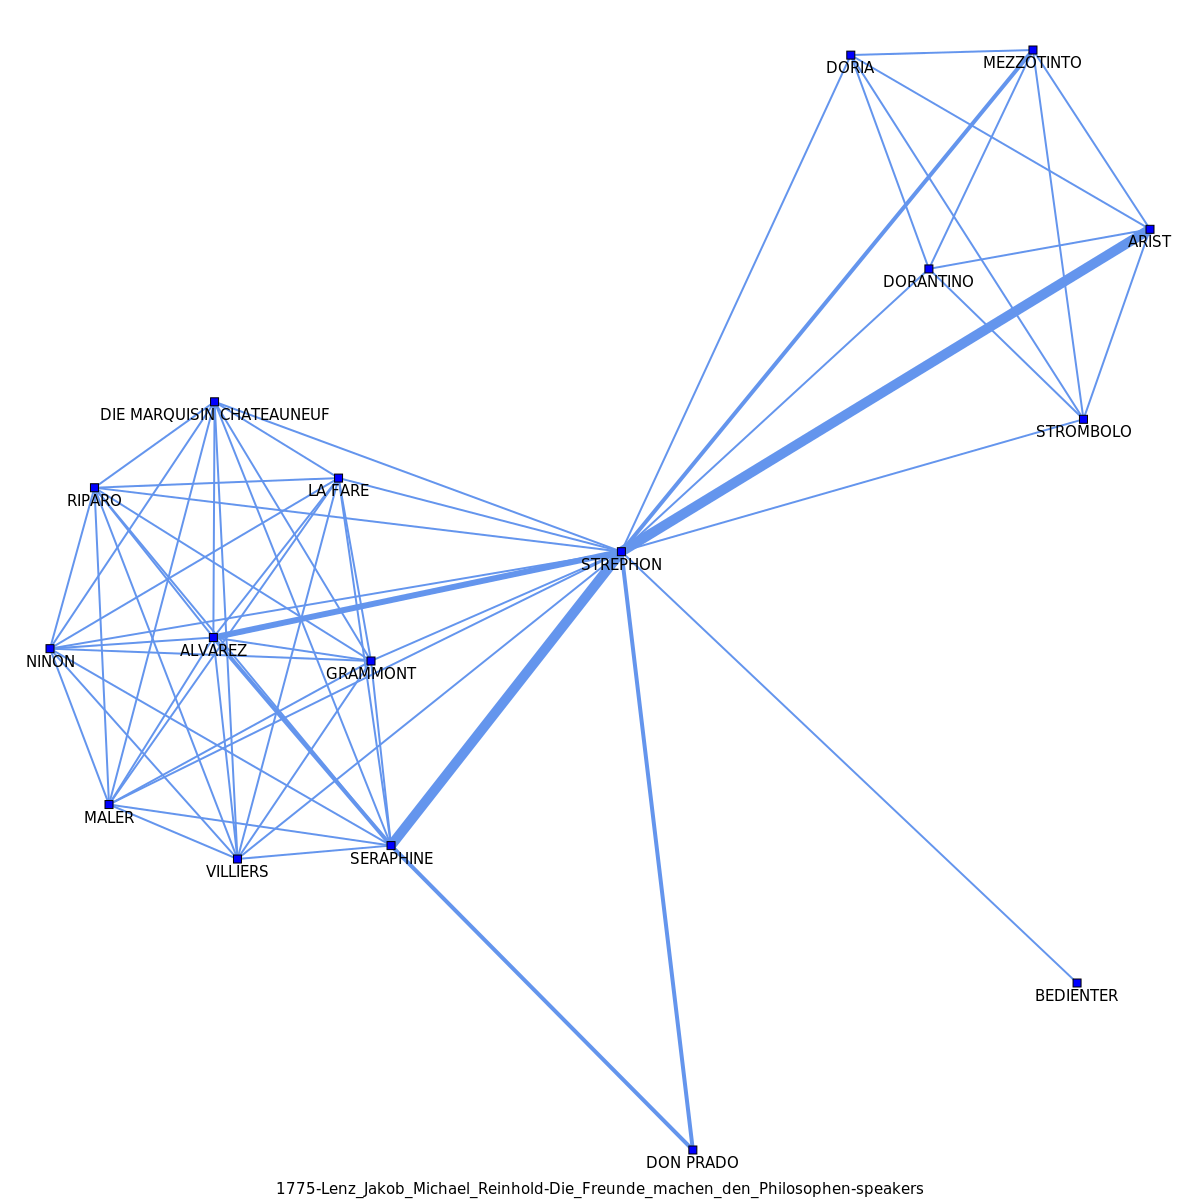 MEZZOTINTO
DORIA
ARIST
DORANTINO
DIE MARQUISIN CHATEAUNEUF
STROMBOLO
LA FARE
RIPARO
STREPHON
ALVAREZ
NINON
GRAMMONT
MALER
SERAPHINE
VILLIERS
BEDIENTER
DON PRADO
1775-Lenz_Jakob_Michael_Reinhold-Die_Freunde_machen_den_Philosophen-speakers